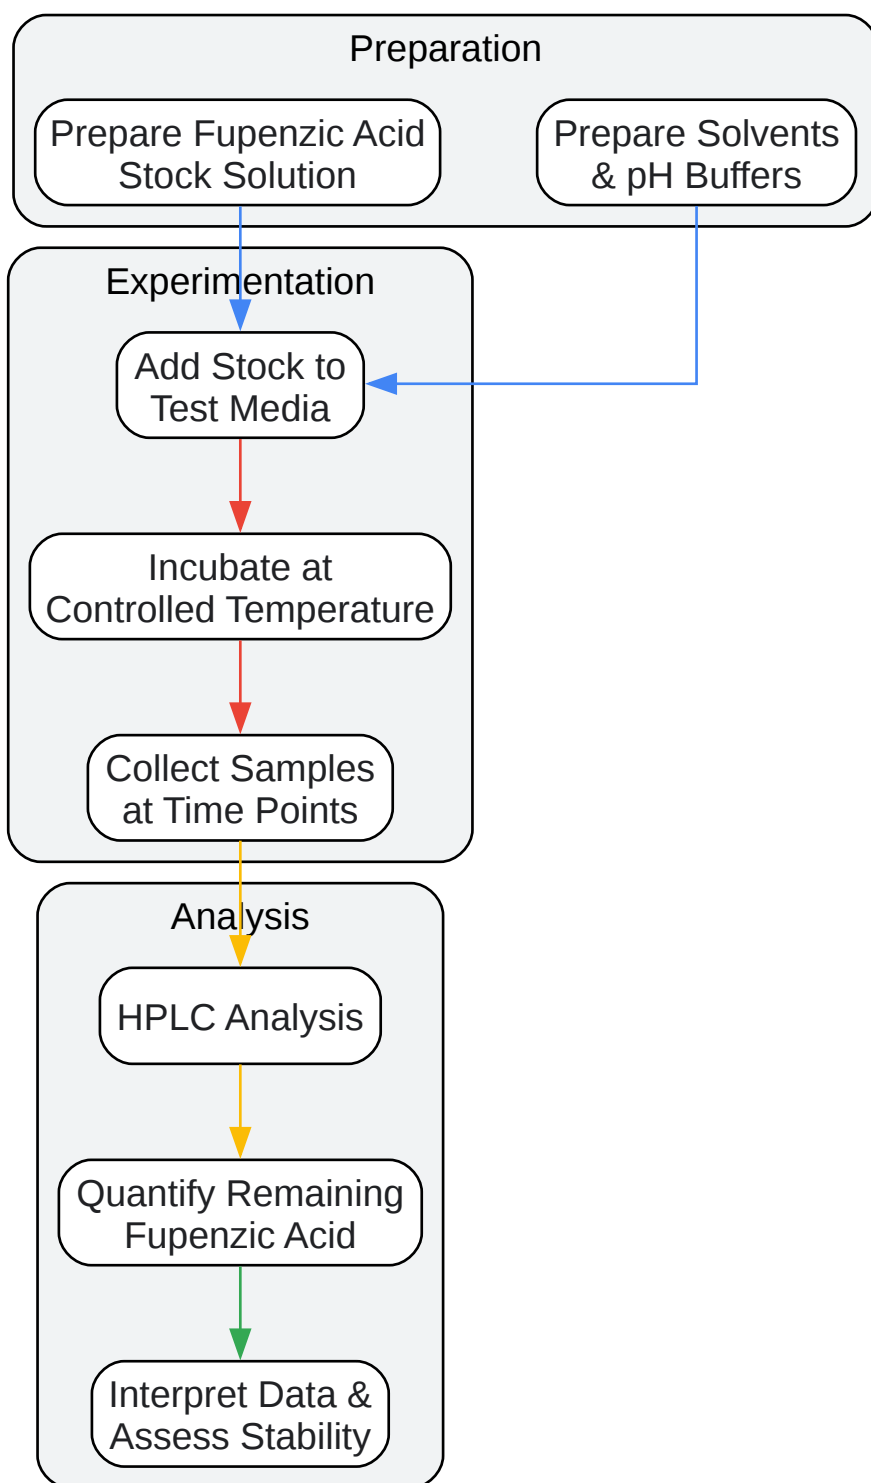 Preparation
Prepare Fupenzic Acid
Stock Solution
Prepare Solvents
& pH Buffers
Experimentation
Add Stock to
Test Media
Incubate at
Controlled Temperature
Collect Samples
at Time Points
Analysis
HPLC Analysis
Quantify Remaining
Fupenzic Acid
Interpret Data &
Assess Stability